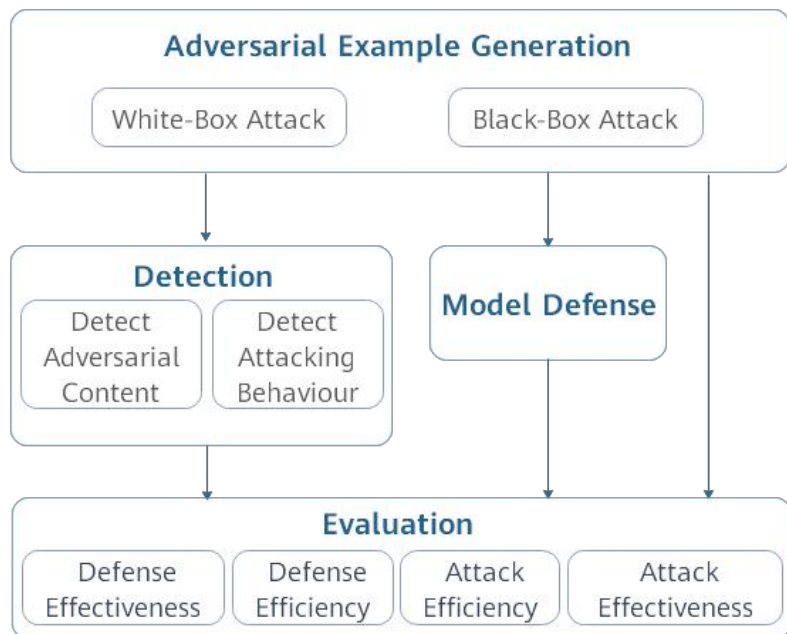 Adversarial Example Generation
White-Box Attack
Black-Box Attack
Detection
Detect
Adversarial
Content
Detect
Attacking
Behaviour
Model Defense
Evaluation
Defense
Effectiveness
Defense
Efficiency
Attack
Efficiency
Attack
Effectiveness